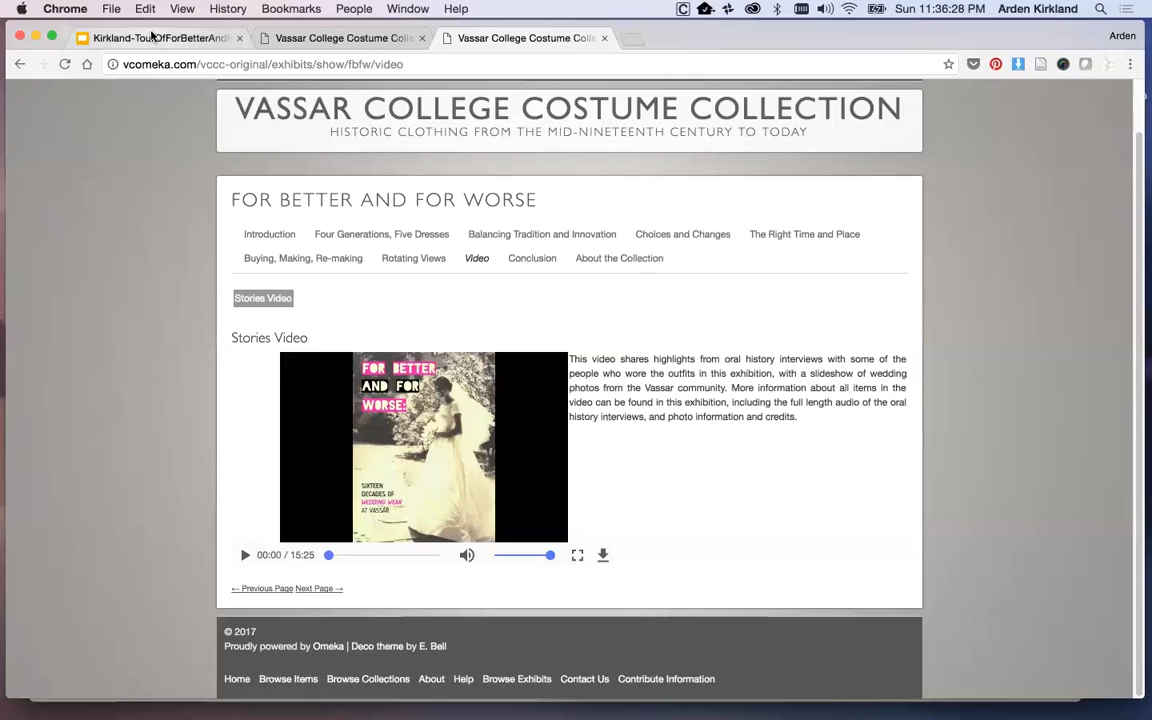 Chrome File Edit View History Bookmarks People Window Help Sun 11:36:28 PM Arden Kirkland
Vassar College Costume Coll Vassar College Costume Coll Arden
vcomeka.com/vccc-original/exhibits/show/fbfw/video
VASSAR COLLEGE COSTUME COLLECTION
HISTORIC CLOTHING FROM THE MID-NINETEENTH CENTURY TO TODAY
FOR BETTER AND FOR WORSE
Introduction Four Generations, Five Dresses Balancing Tradition and Innovation Choices and Changes The Right Time and Place
Buying, Making, Re-making Rotating Views Video Conclusion About the Collection
Stories Video
Stories Video
FOR BETTER
AND FOR
WORSE:
SIXTEEN
DECADES OF
WEDDING WEAR
AT VASSAR
This video shares highlights from oral history interviews with some of the
people who wore the outfits in this exhibition, with a slideshow of wedding
photos from the Vassar community. More information about all items in the
video can be found in this exhibition, including the full length audio of the oral
history interviews, and photo information and credits.
00:00 / 15:25
← Previous Page Next Page →
© 2017
Proudly powered by Omeka | Deco theme by E. Bell
Home Browse Items Browse Collections About Help Browse Exhibits Contact Us Contribute Information